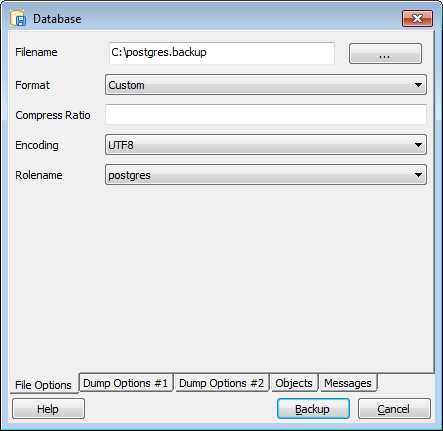 Database
Filename C:\postgres.backup ...
Format Custom
Compress Ratio
Encoding UTF8
Rolename postgres
File Options Dump Options #1 Dump Options #2 Objects Messages
Help Backup Cancel